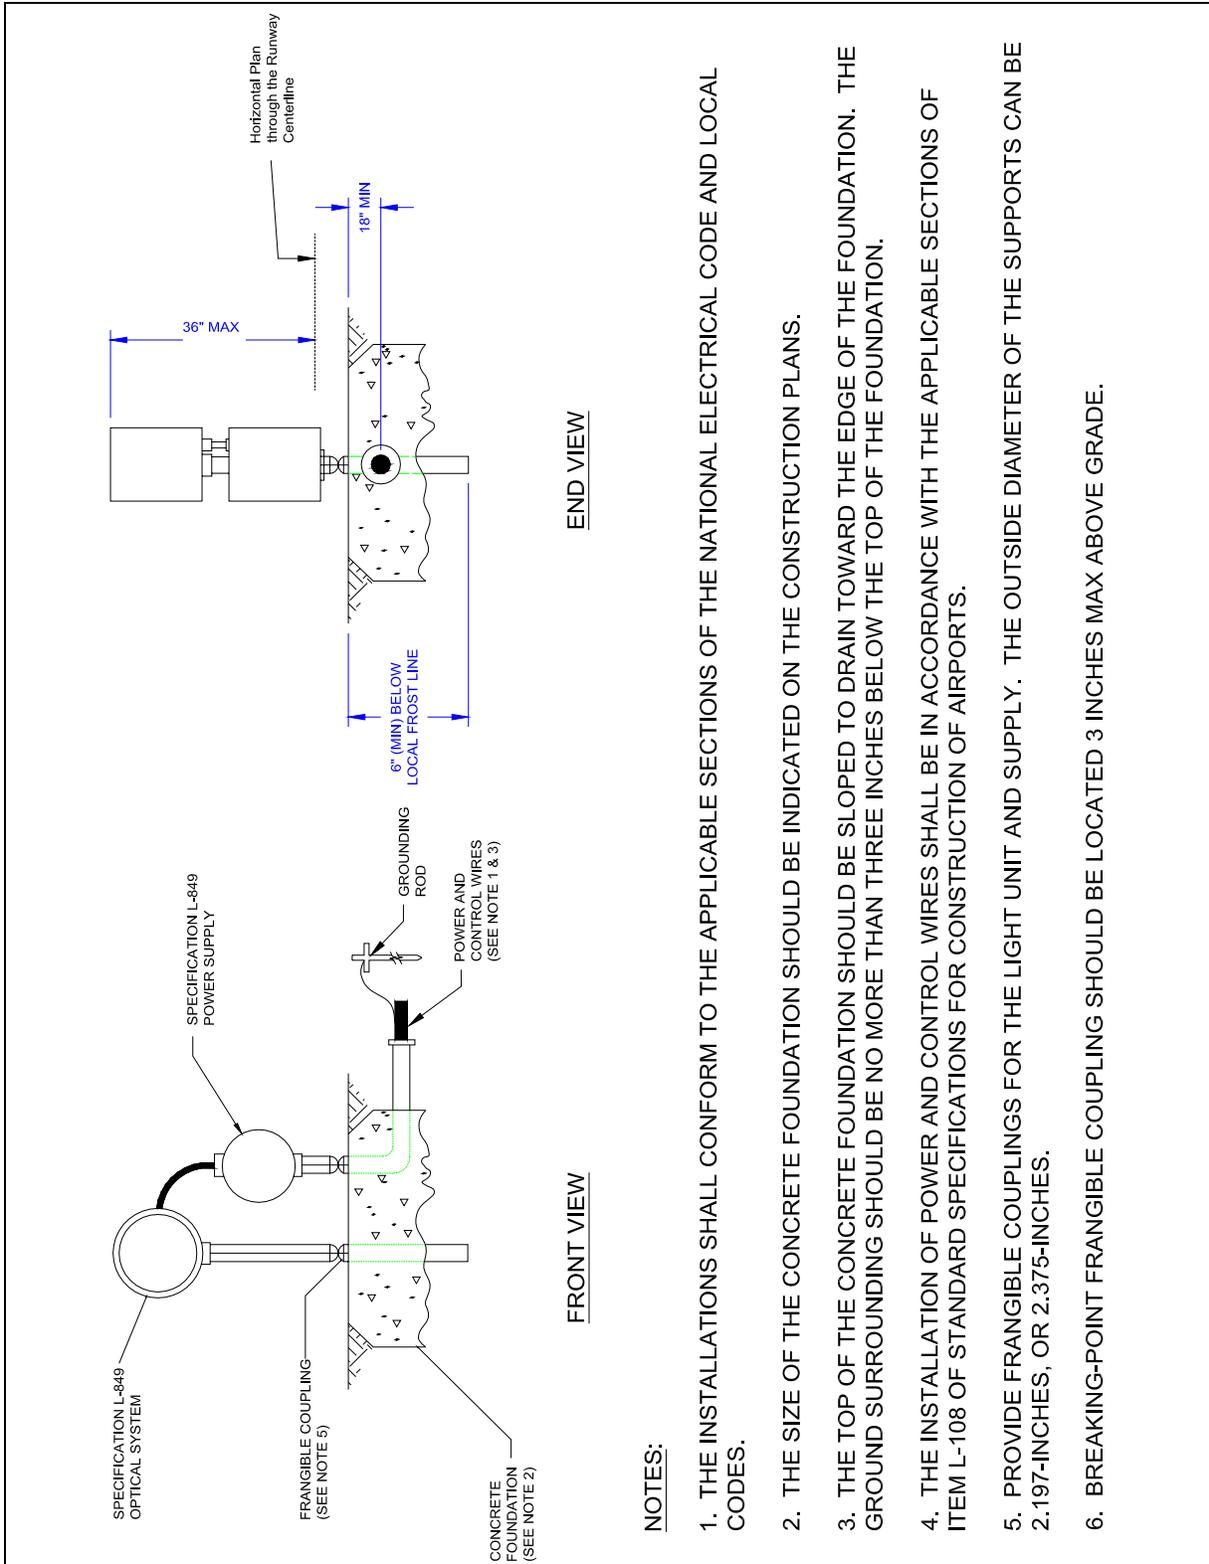 SPECIFICATION L-849
OPTICAL SYSTEM
SPECIFICATION L-849
POWER SUPPLY
FRANGIBLE COUPLING
(SEE NOTE 5)
CONCRETE
FOUNDATION
(SEE NOTE 2)
GROUNDING
ROD
POWER AND
CONTROL WIRES
(SEE NOTE 1 & 3)
FRONT VIEW
36" MAX
Horizontal Plan
through the Runway
Centerline
18" MIN
6" (MIN) BELOW
LOCAL FROST LINE
END VIEW
NOTES:
1. THE INSTALLATIONS SHALL CONFORM TO THE APPLICABLE SECTIONS OF THE NATIONAL ELECTRICAL CODE AND LOCAL
CODES.
2. THE SIZE OF THE CONCRETE FOUNDATION SHOULD BE INDICATED ON THE CONSTRUCTION PLANS.
3. THE TOP OF THE CONCRETE FOUNDATION SHOULD BE SLOPED TO DRAIN TOWARD THE EDGE OF THE FOUNDATION. THE
GROUND SURROUNDING SHOULD BE NO MORE THAN THREE INCHES BELOW THE TOP OF THE FOUNDATION.
4. THE INSTALLATION OF POWER AND CONTROL WIRES SHALL BE IN ACCORDANCE WITH THE APPLICABLE SECTIONS OF
ITEM L-108 OF STANDARD SPECIFICATIONS FOR CONSTRUCTION OF AIRPORTS.
5. PROVIDE FRANGIBLE COUPLINGS FOR THE LIGHT UNIT AND SUPPLY. THE OUTSIDE DIAMETER OF THE SUPPORTS CAN BE
2.197-INCHES, OR 2.375-INCHES.
6. BREAKING-POINT FRANGIBLE COUPLING SHOULD BE LOCATED 3 INCHES MAX ABOVE GRADE.